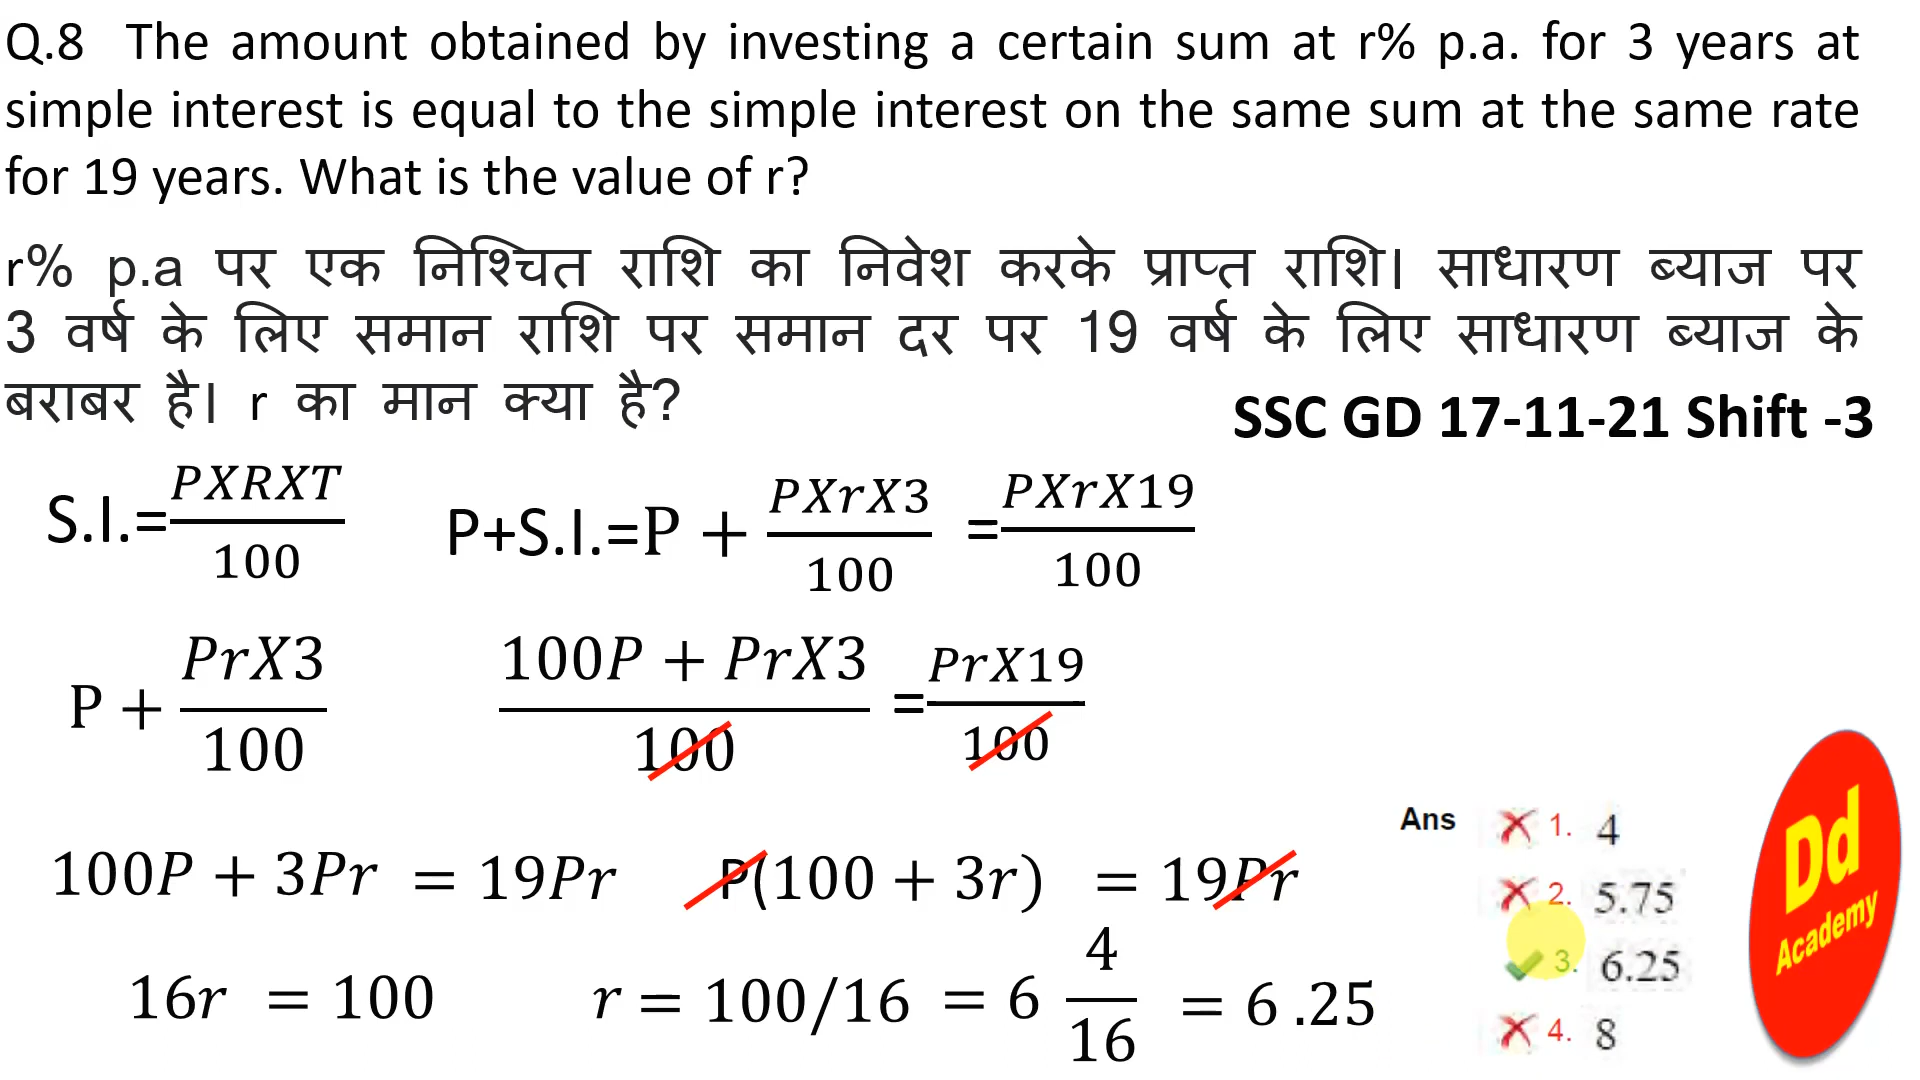 Q.8 The amount obtained by investing a certain sum at r% p.a. for 3 years at
simple interest is equal to the simple interest on the same sum at the same rate
for 19 years. What is the value of r?
r% p.a पर एक निश्चित राशि का निवेश करके प्राप्त राशि। साधारण ब्याज पर
3 वर्ष के लिए समान राशि पर समान दर पर 19 वर्ष के लिए साधारण ब्याज के
बराबर है। r का मान क्या है?
SSC GD 17-11-21 Shift -3
S.I.=PXRXT/100 P+S.I.=P + PXrX3/100 =PXrX19/100
P + PrX3/100 100P + PrX3/100 =PrX19/100
100P + 3Pr = 19Pr P(100 + 3r) = 19Pr
16r = 100 r = 100/16 = 6 4/16 = 6 .25
Ans 1. 4
2. 5.75
3. 6.25
4. 8
Dd
Academy